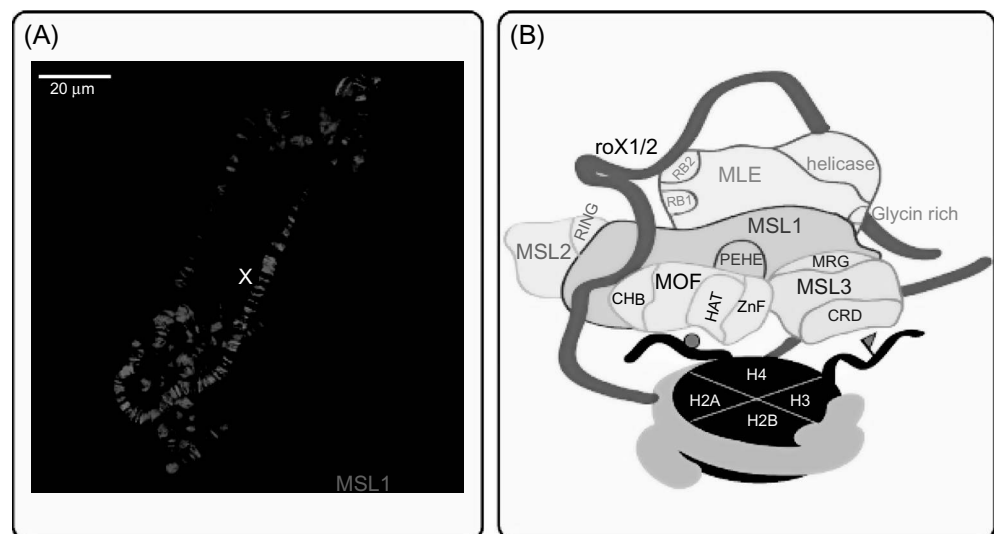 (A)
20 μm
X
MSL1
(B)
roX1/2
RB2
MLE
helicase
RB1
Glycin rich
RING
MSL2
MSL1
PEHE
MRG
MOF
MSL3
CHB
HAT
ZnF
CRD
H4
H2A
H3
H2B